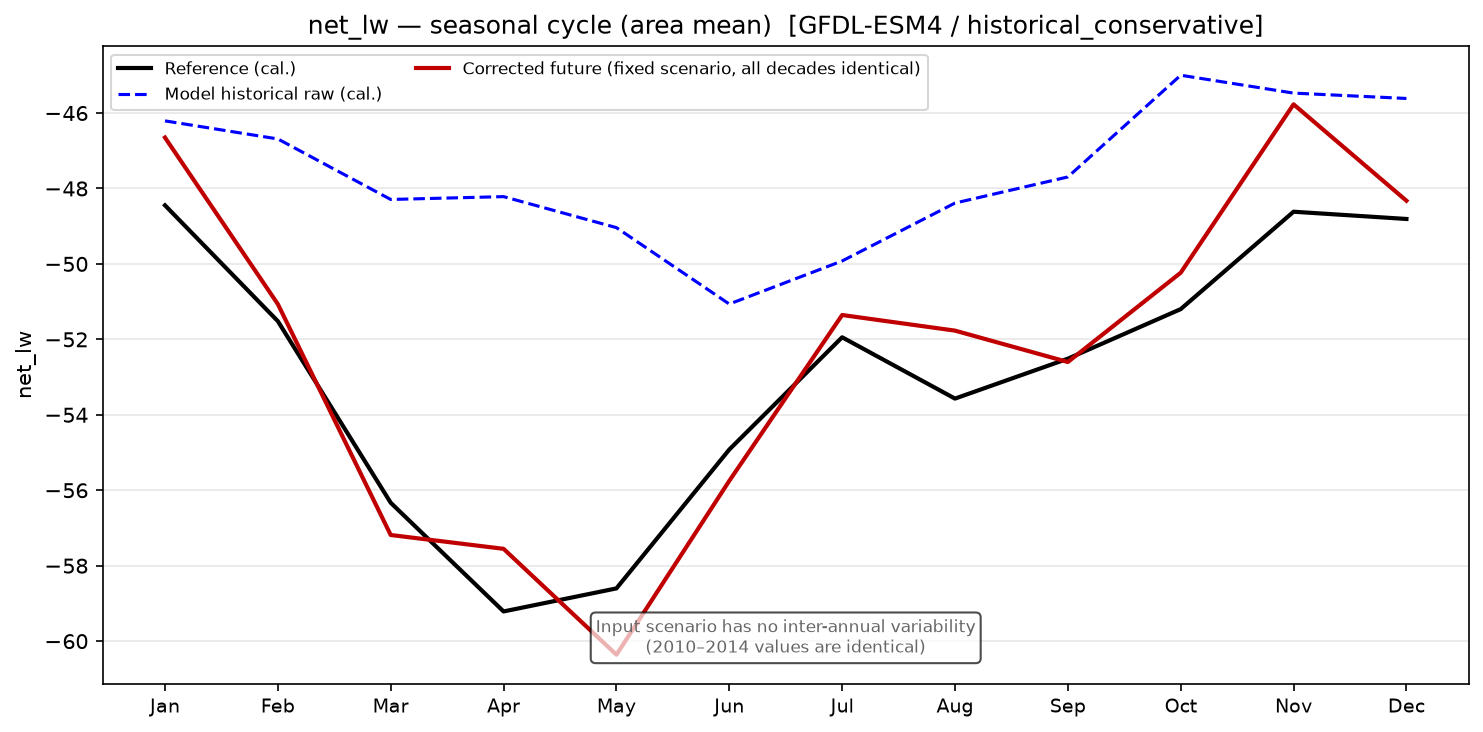 net_lw — seasonal cycle (area mean)  [GFDL-ESM4 / historical_conservative]
Reference (cal.)
Model historical raw (cal.)
Corrected future (fixed scenario, all decades identical)
net_lw
−46
−48
−50
−52
−54
−56
−58
−60
Input scenario has no inter-annual variability
(2010–2014 values are identical)
Jan Feb Mar Apr May Jun Jul Aug Sep Oct Nov Dec